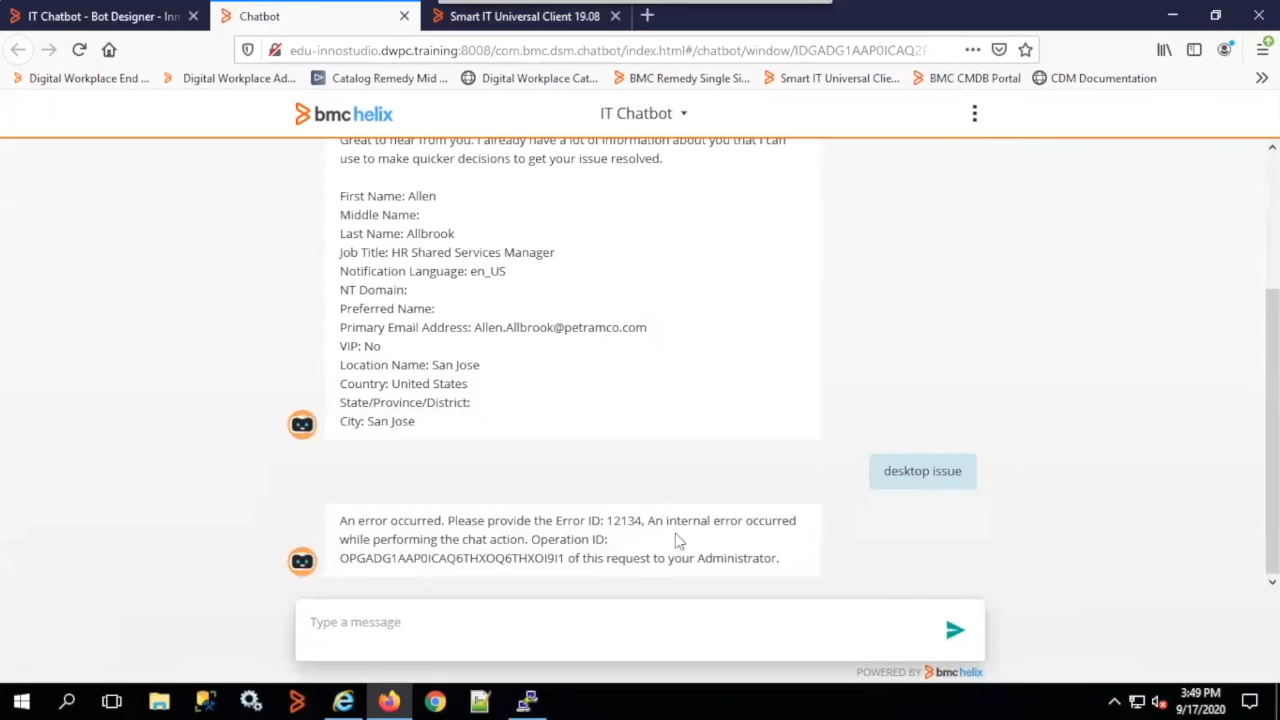 IT Chatbot - Bot Designer - Inn
Chatbot
Smart IT Universal Client 19.08
edu-innostudio.dwpc.training:8008/com.bmc.dsm.chatbot/index.html#/chatbot/window/IDGADG1AAP0ICAQ2F
Digital Workplace End ...
Digital Workplace Ad...
Catalog Remedy Mid ...
Digital Workplace Cat...
BMC Remedy Single Si...
Smart IT Universal Clie...
BMC CMDB Portal
CDM Documentation
bmchelix
IT Chatbot
Great to hear from you. I already have a lot of information about you that I can
use to make quicker decisions to get your issue resolved.
First Name: Allen
Middle Name:
Last Name: Allbrook
Job Title: HR Shared Services Manager
Notification Language: en_US
NT Domain:
Preferred Name:
Primary Email Address: Allen.Allbrook@petramco.com
VIP: No
Location Name: San Jose
Country: United States
State/Province/District:
City: San Jose
desktop issue
An error occurred. Please provide the Error ID: 12134, An internal error occurred
while performing the chat action. Operation ID:
OPGADG1AAP0ICAQ6THXOQ6THXOI9I1 of this request to your Administrator.
Type a message
POWERED BY bmchelix
3:49 PM
9/17/2020